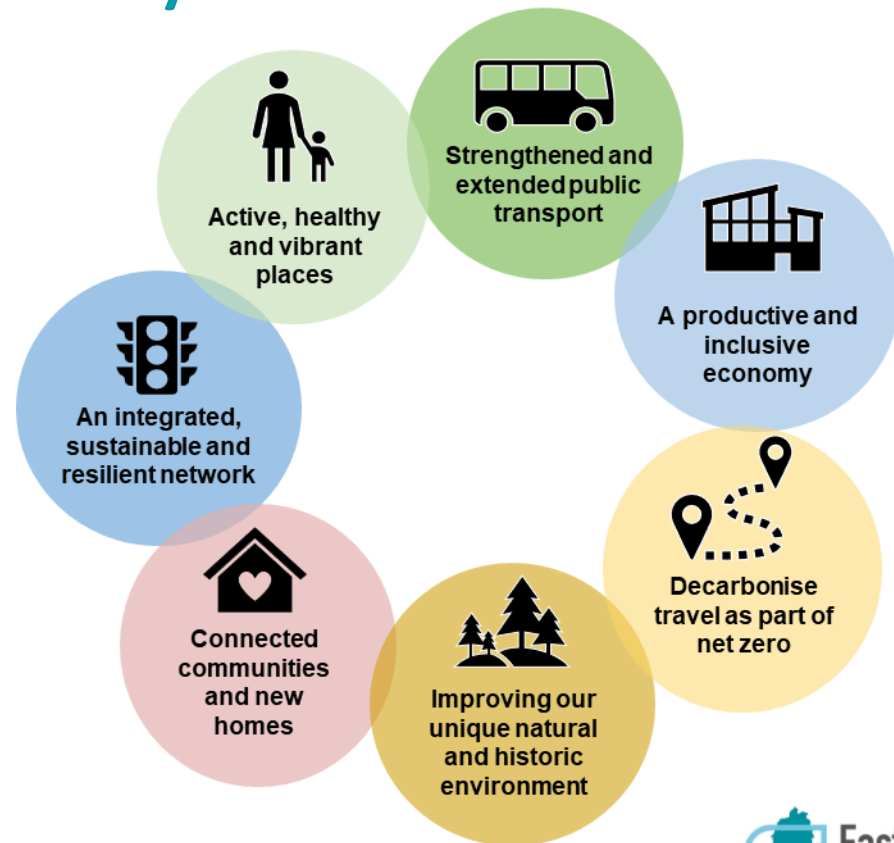 Strengthened and
extended public
transport
Active, healthy
and vibrant
places
A productive and
inclusive
economy
An integrated,
sustainable and
resilient network
Decarbonise
travel as part of
net zero
Connected
communities
and new
homes
Improving our
unique natural
and historic
environment
East